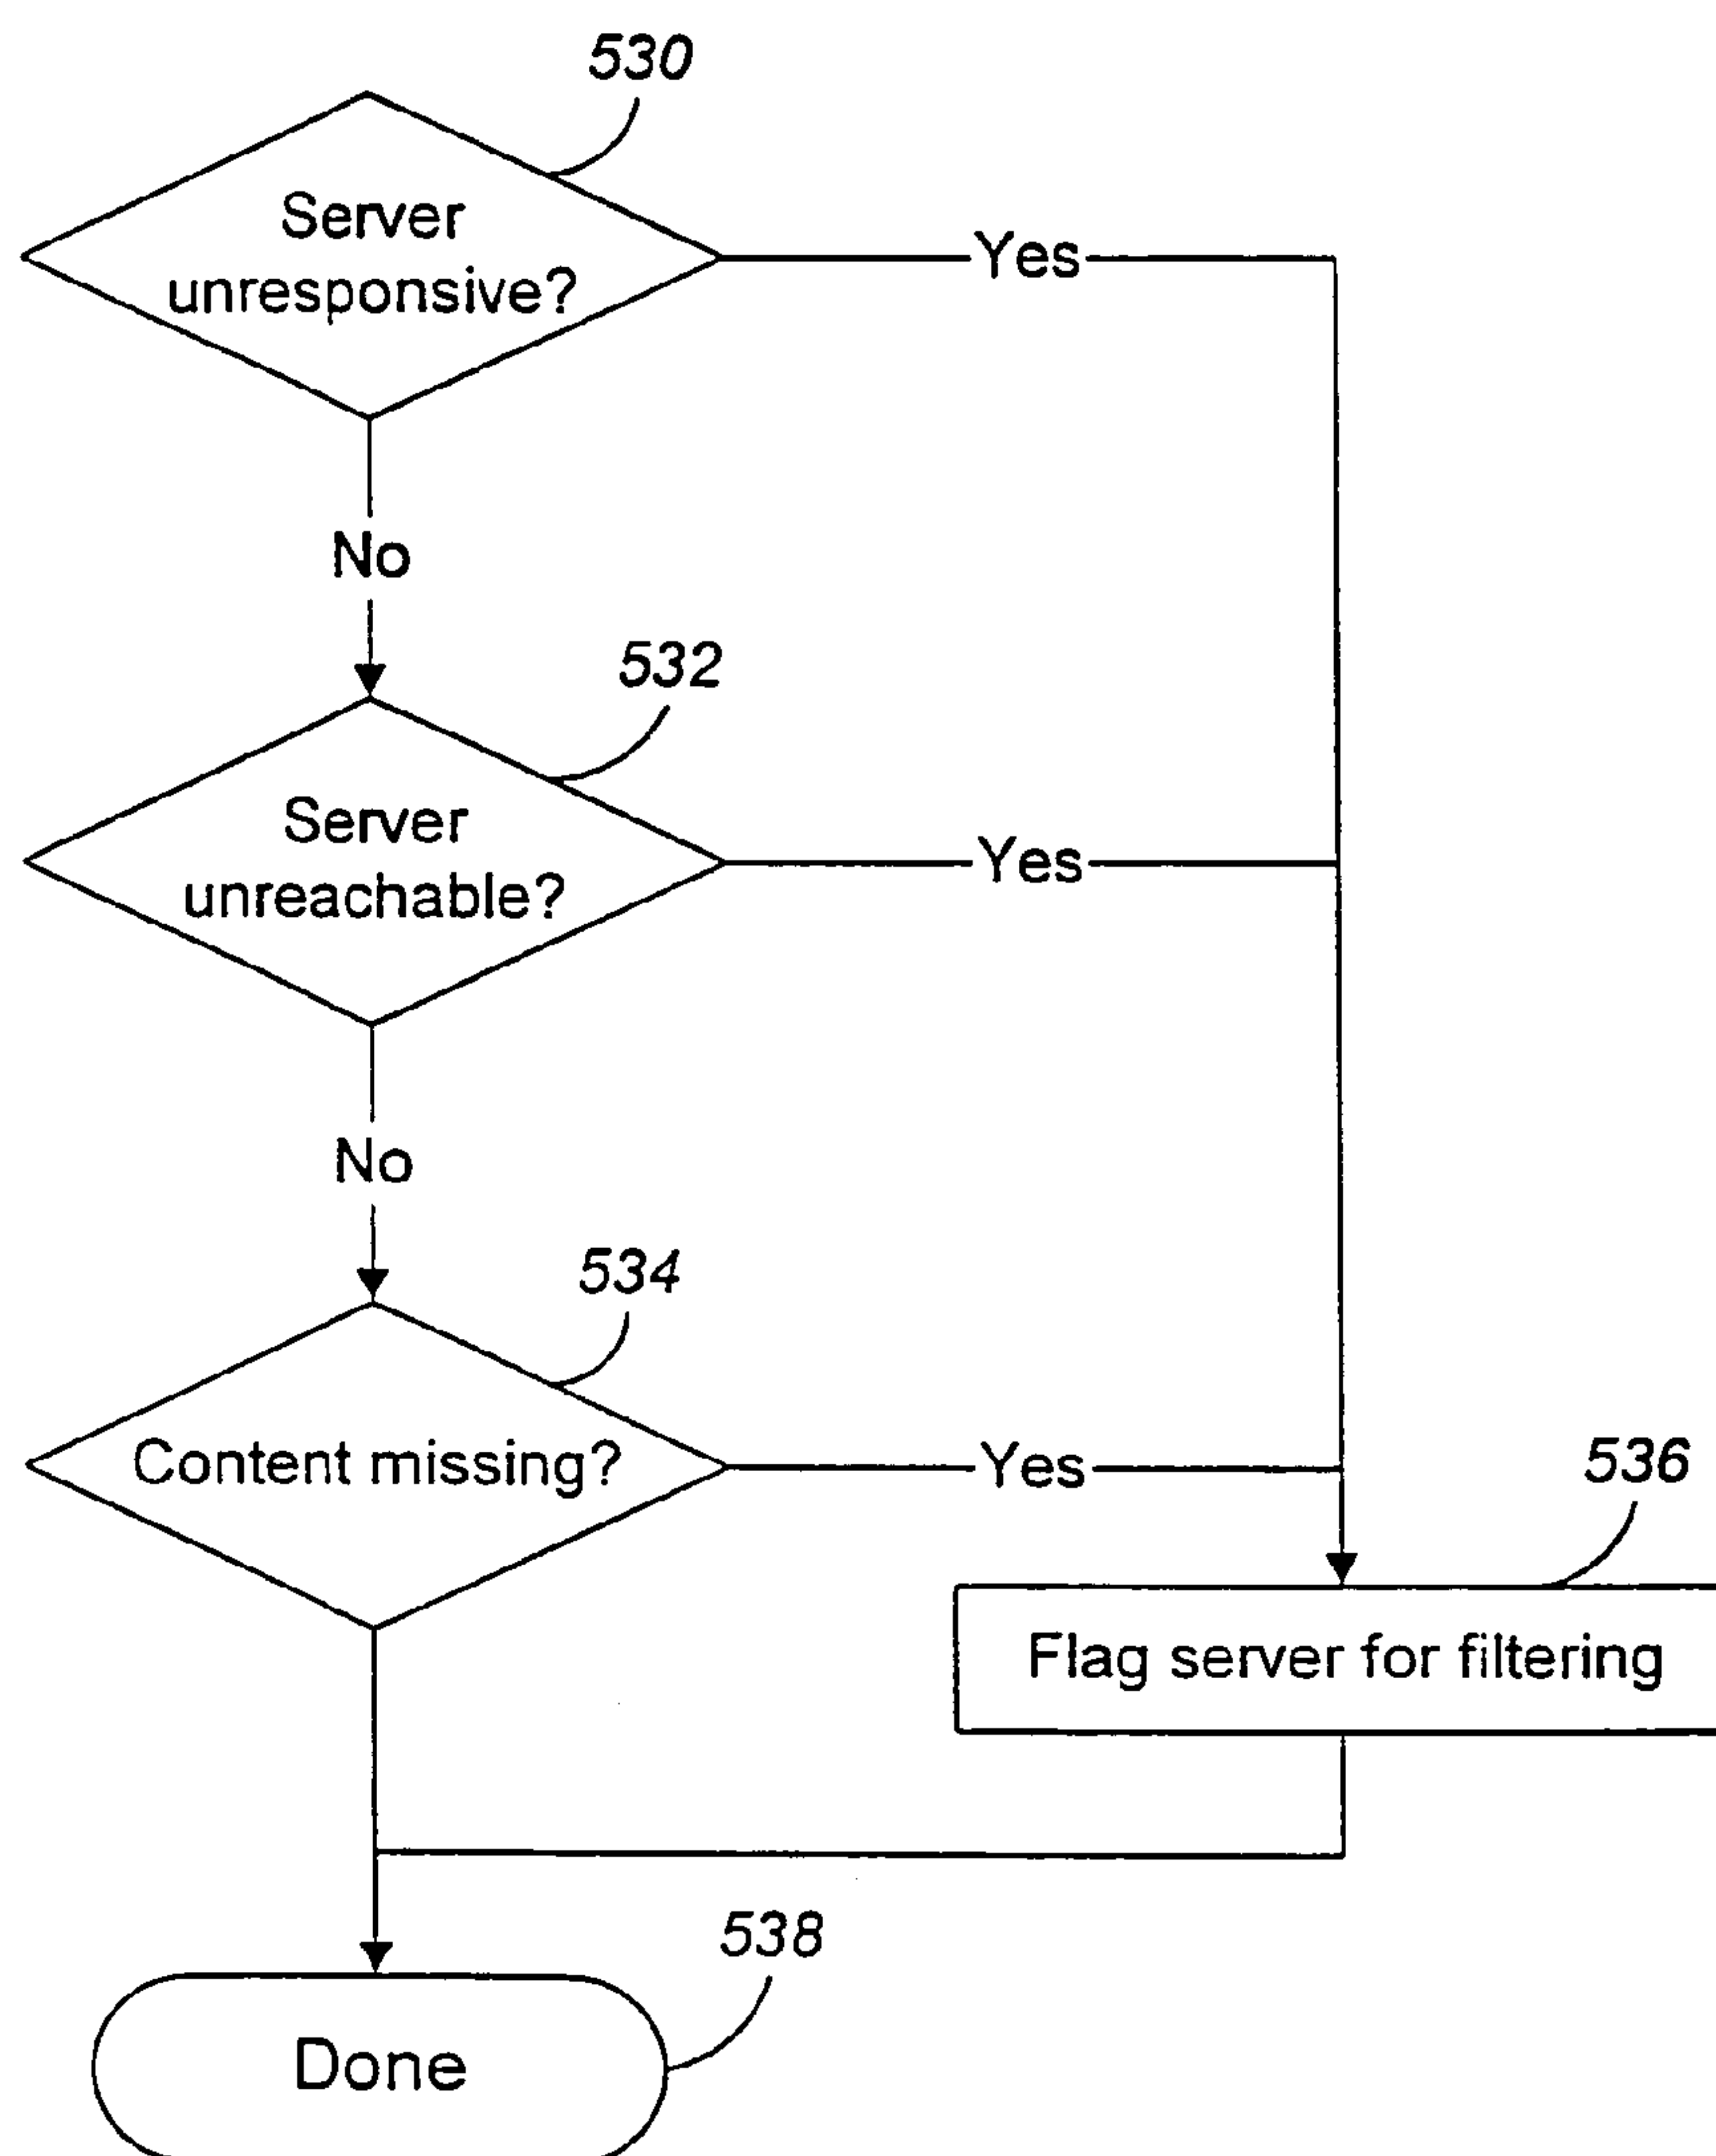 530
Server
unresponsive?
Yes
No
532
Server
unreachable?
Yes
No
534
Content missing?
Yes
536
Flag server for filtering
538
Done